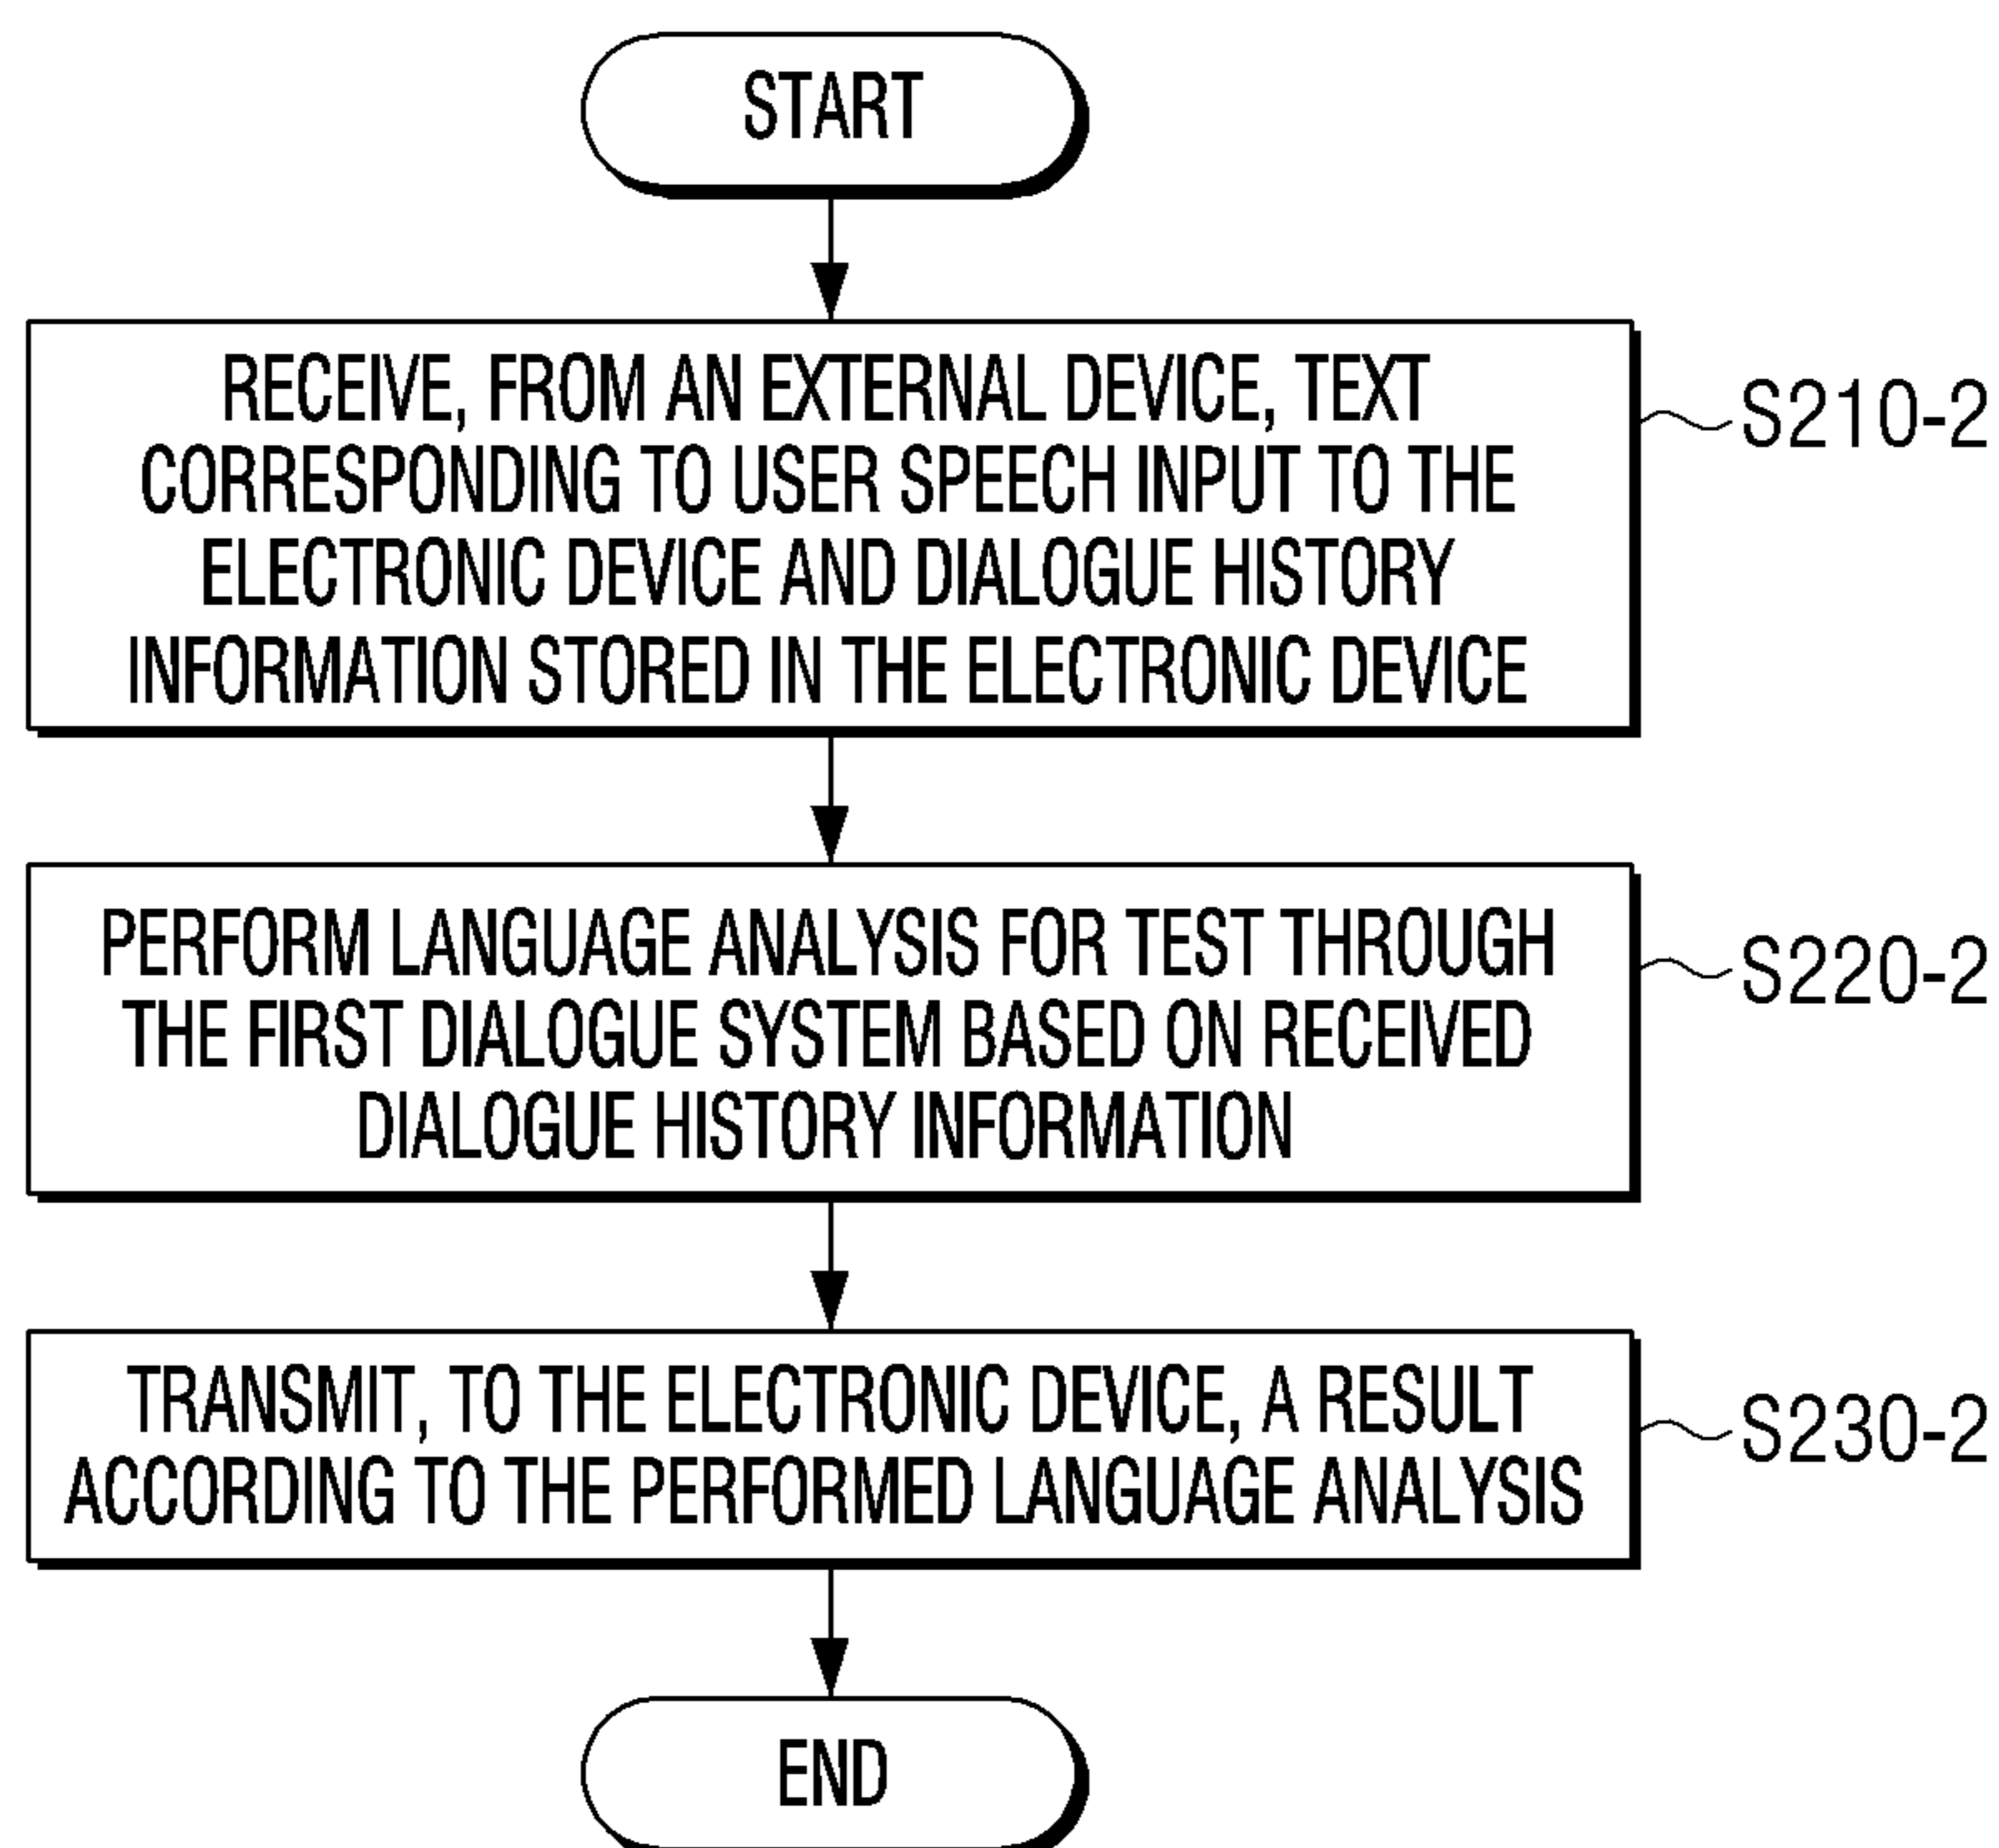 START
RECEIVE, FROM AN EXTERNAL DEVICE, TEXT
CORRESPONDING TO USER SPEECH INPUT TO THE
ELECTRONIC DEVICE AND DIALOGUE HISTORY
INFORMATION STORED IN THE ELECTRONIC DEVICE
S210-2
PERFORM LANGUAGE ANALYSIS FOR TEST THROUGH
THE FIRST DIALOGUE SYSTEM BASED ON RECEIVED
DIALOGUE HISTORY INFORMATION
S220-2
TRANSMIT, TO THE ELECTRONIC DEVICE, A RESULT
ACCORDING TO THE PERFORMED LANGUAGE ANALYSIS
S230-2
END